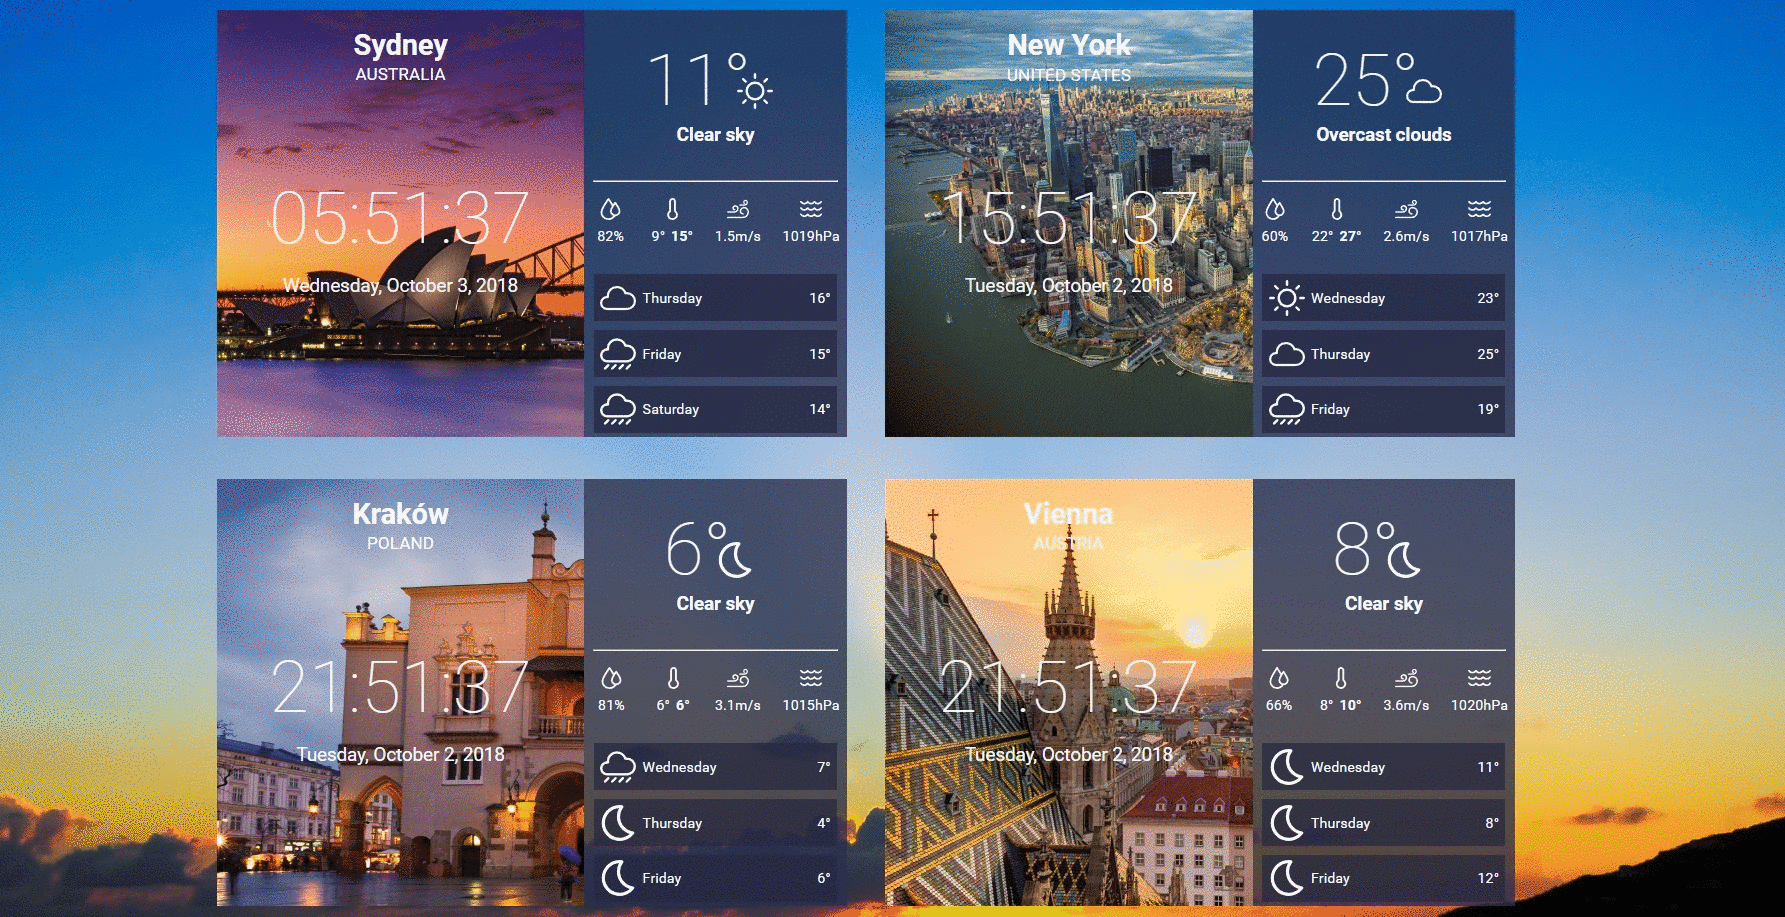 Sydney
AUSTRALIA
05:51:37
Wednesday, October 3, 2018
11°
Clear sky
82% 9° 15° 1.5m/s 1019hPa
Thursday 16°
Friday 15°
Saturday 14°
New York
UNITED STATES
15:51:37
Tuesday, October 2, 2018
25°
Overcast clouds
60% 22° 27° 2.6m/s 1017hPa
Wednesday 23°
Thursday 25°
Friday 19°
Kraków
POLAND
21:51:37
Tuesday, October 2, 2018
6°
Clear sky
81% 6° 6° 3.1m/s 1015hPa
Wednesday 7°
Thursday 4°
Friday 6°
Vienna
AUSTRIA
21:51:37
Tuesday, October 2, 2018
8°
Clear sky
66% 8° 10° 3.6m/s 1020hPa
Wednesday 11°
Thursday 8°
Friday 12°